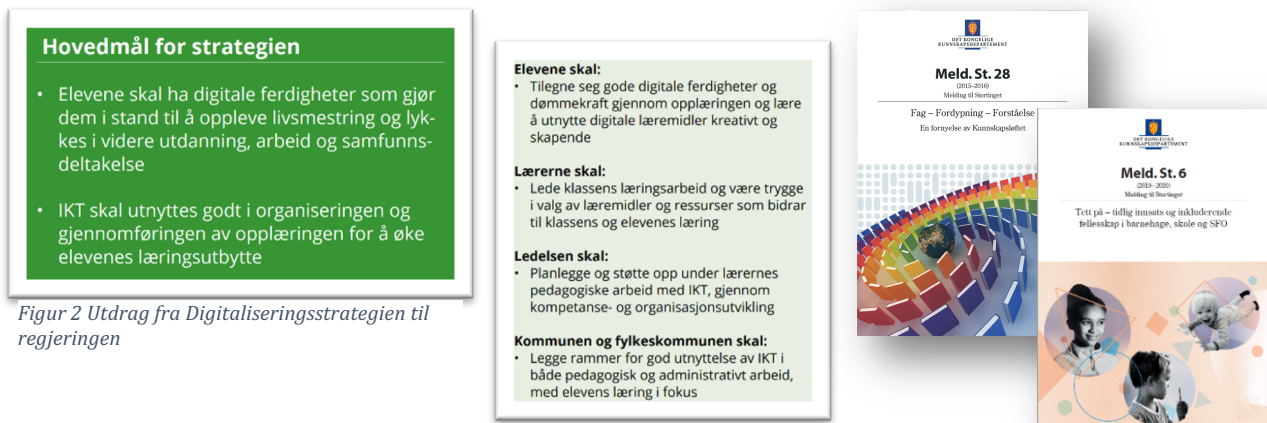 Hovedmål for strategien
• Elevene skal ha digitale ferdigheter som gjør
dem i stand til å oppleve livsmestring og lyk-
kes i videre utdanning, arbeid og samfunns-
deltakelse
• IKT skal utnyttes godt i organiseringen og
gjennomføringen av opplæringen for å øke
elevenes læringsutbytte
Figur 2 Utdrag fra Digitaliseringsstrategien til
regjeringen
Elevene skal:
• Tilegne seg gode digitale ferdigheter og
dømmekraft gjennom opplæringen og lære
å utnytte digitale læremidler kreativt og
skapende
Lærerne skal:
• Lede klassens læringsarbeid og være trygge
i valg av læremidler og ressurser som bidrar
til klassens og elevenes læring
Ledelsen skal:
• Planlegge og støtte opp under lærernes
pedagogiske arbeid med IKT, gjennom
kompetanse- og organisasjonsutvikling
Kommunen og fylkeskommunen skal:
• Legge rammer for god utnyttelse av IKT i
både pedagogisk og administrativt arbeid,
med elevens læring i fokus
DET KONGELIGE
KUNNSKAPSDEPARTEMENT
Meld. St. 28
(2015–2016)
Melding til Stortinget
Fag – Fordypning – Forståelse
En fornyelse av Kunnskapsløftet
DET KONGELIGE
KUNNSKAPSDEPARTEMENT
Meld. St. 6
(2019–2020)
Melding til Stortinget
Tett på – tidlig innsats og inkluderende
fellesskap i barnehage, skole og SFO